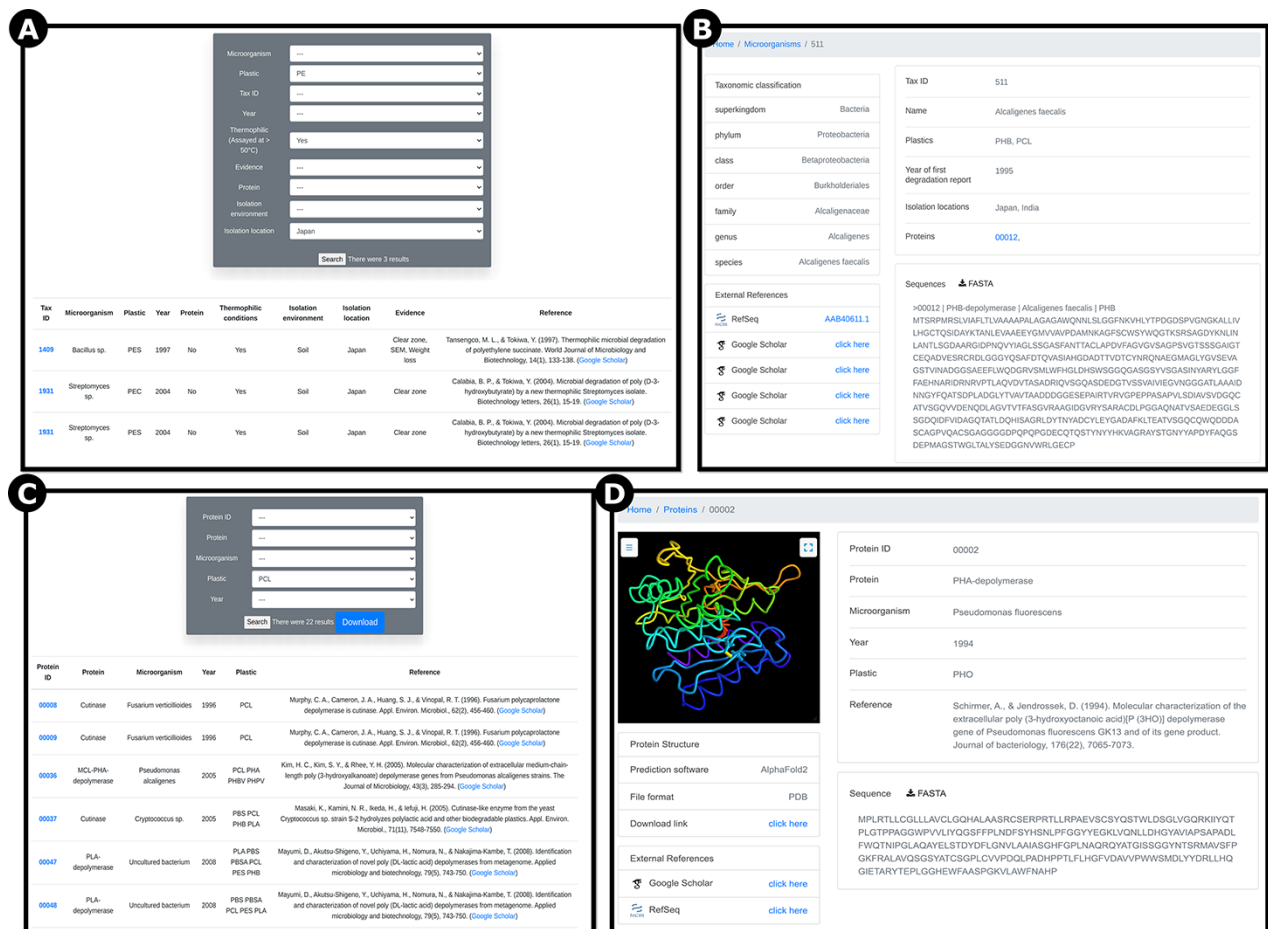 A
Microorganism ---
Plastic PE
Tax ID ---
Year ---
Thermophilic
(Assayed at >
50°C) Yes
Evidence ---
Protein ---
Isolation
environment ---
Isolation location Japan
Search There were 3 results
Tax
ID Microorganism Plastic Year Protein Thermophilic
conditions Isolation
environment Isolation
location Evidence Reference
1409 Bacillus sp. PES 1997 No Yes Soil Japan Clear zone,
SEM, Weight
loss
Tansengco, M. L., & Tokiwa, Y. (1997). Thermophilic microbial degradation
of polyethylene succinate. World Journal of Microbiology and
Biotechnology, 14(1), 133-138. (Google Scholar)
1931 Streptomyces
sp. PEC 2004 No Yes Soil Japan Clear zone
Calabia, B. P., & Tokiwa, Y. (2004). Microbial degradation of poly (D-3-
hydroxybutyrate) by a new thermophilic Streptomyces isolate.
Biotechnology letters, 26(1), 15-19. (Google Scholar)
1931 Streptomyces
sp. PES 2004 No Yes Soil Japan Clear zone
Calabia, B. P., & Tokiwa, Y. (2004). Microbial degradation of poly (D-3-
hydroxybutyrate) by a new thermophilic Streptomyces isolate.
Biotechnology letters, 26(1), 15-19. (Google Scholar)
B
Home / Microorganisms / 511
Taxonomic classification
superkingdom Bacteria
phylum Proteobacteria
class Betaproteobacteria
order Burkholderiales
family Alcaligenaceae
genus Alcaligenes
species Alcaligenes faecalis
External References
RefSeq AAB40611.1
Google Scholar click here
Google Scholar click here
Google Scholar click here
Google Scholar click here
Tax ID 511
Name Alcaligenes faecalis
Plastics PHB, PCL
Year of first
degradation report 1995
Isolation locations Japan, India
Proteins 00012,
Sequences FASTA
>00012 | PHB-depolymerase | Alcaligenes faecalis | PHB
MTSRPMRSLVIAFLTLVAAAAPALAGAGAWQNNLSLGGFNKVHLYTPDGDSPVGNGKALLIV
LHGCTQSIDAYKTANLEVAAEEYGMVVAVPDAMNKAGFSCWSYWQGTKSRSAGDYKNLIN
LANTLSGDAARGIDPNQVYIAGLSSGASFANTTACLAPDVFAGVGVSAGPSVGTSSSGAIGT
CEQADVESRCRDLGGGYQSAFDTQVASIAHGDADTTVDTCYNRQNAEGMAGLYGVSEVA
GSTVINADGGSAEEFLWQDGRVSMLWFHGLDHSWSGGQGASGSYVSGASINYARYLGGF
FAEHNARIDRNRVPTLAQVDVTASADRIQVSGQASDEDGTVSSVAIVIEGVNGGGATLAAAID
NNGYFQATSDPLADGLYTVAVTAADDDGGESEPAIRTVRVGPEPPASAPVLSDIAVSVDGQC
ATVSGQVVDENQDLAGVTVTFASGVRAAGIDGVRYSARACDLPGGAQNATVSAEDEGGLSS
SGDQIDFVIDAGQTATLDQHISAGRLDYTNYADCYLEYGADAFKLTEATVSGQCQWQDDDA
SCAGPVQACSGAGGGGDPQPQPGDECQTQSTYNYYHKVAGRAYSTGNYYAPDYFAQGS
DEPMAGSTWGLTALYSEDGGNVWRLGECP
C
Protein ID ---
Protein ---
Microorganism ---
Plastic PCL
Year ---
Search There were 22 results Download
Protein
ID Protein Microorganism Year Plastic Reference
00008 Cutinase Fusarium verticillioides 1996 PCL
Murphy, C. A., Cameron, J. A., Huang, S. J., & Vinopal, R. T. (1996). Fusarium polycaprolactone
depolymerase is cutinase. Appl. Environ. Microbiol., 62(2), 456-460. (Google Scholar)
00009 Cutinase Fusarium verticillioides 1996 PCL
Murphy, C. A., Cameron, J. A., Huang, S. J., & Vinopal, R. T. (1996). Fusarium polycaprolactone
depolymerase is cutinase. Appl. Environ. Microbiol., 62(2), 456-460. (Google Scholar)
00036 MCL-PHA-
depolymerase Pseudomonas
alcaligenes 2005 PCL PHA
PHBV PHPV
Kim, H. C., Kim, S. Y., & Rhee, Y. H. (2005). Molecular characterization of extracellular medium-chain-
length poly (3-hydroxyalkanoate) depolymerase genes from Pseudomonas alcaligenes strains. The
Journal of Microbiology, 43(3), 285-294. (Google Scholar)
00037 Cutinase Cryptococcus sp. 2005 PBS PCL
PHB PLA
Masaki, K., Kamini, N. R., Ikeda, H., & Iefuji, H. (2005). Cutinase-like enzyme from the yeast
Cryptococcus sp. strain S-2 hydrolyzes polylactic acid and other biodegradable plastics. Appl. Environ.
Microbiol., 71(11), 7548-7550. (Google Scholar)
00047 PLA-
depolymerase Uncultured bacterium 2008 PLA PBS
PBSA PCL
PES PHB
Mayumi, D., Akutsu-Shigeno, Y., Uchiyama, H., Nomura, N., & Nakajima-Kambe, T. (2008). Identification
and characterization of novel poly (DL-lactic acid) depolymerases from metagenome. Applied
microbiology and biotechnology, 79(5), 743-750. (Google Scholar)
00048 PLA-
depolymerase Uncultured bacterium 2008 PBS PBSA
PCL PES PLA
Mayumi, D., Akutsu-Shigeno, Y., Uchiyama, H., Nomura, N., & Nakajima-Kambe, T. (2008). Identification
and characterization of novel poly (DL-lactic acid) depolymerases from metagenome. Applied
microbiology and biotechnology, 79(5), 743-750. (Google Scholar)
D
Home / Proteins / 00002
Protein Structure
Prediction software AlphaFold2
File format PDB
Download link click here
External References
Google Scholar click here
RefSeq click here
Protein ID 00002
Protein PHA-depolymerase
Microorganism Pseudomonas fluorescens
Year 1994
Plastic PHO
Reference Schirmer, A., & Jendrossek, D. (1994). Molecular characterization of the
extracellular poly (3-hydroxyoctanoic acid)[P (3HO)] depolymerase
gene of Pseudomonas fluorescens GK13 and of its gene product.
Journal of bacteriology, 176(22), 7065-7073.
Sequence FASTA
MPLRTLLCGLLLAVCLGQHALAASRCSERPRTLLRPAEVSCSYQSTWLDSGLVGQRKIIYQT
PLGTPPAGGWPVVLIYQGSFFPLNDFSYHSNLPFGGYYEGKLVQNLLDHGYAVIAPSAPADL
FWQTNIPGLAQAYELSTDYDFLGNVLAAIASGHFGPLNAQRQYATGISSGGYNTSRMAVSFP
GKFRALAVQSGSYATCSGPLCVVPDQLPADHPPTLFLHGFVDAVVPWWSMDLYYDRLLHQ
GIETARYTEPLGGHEWFAASPGKVLAWFNAHP